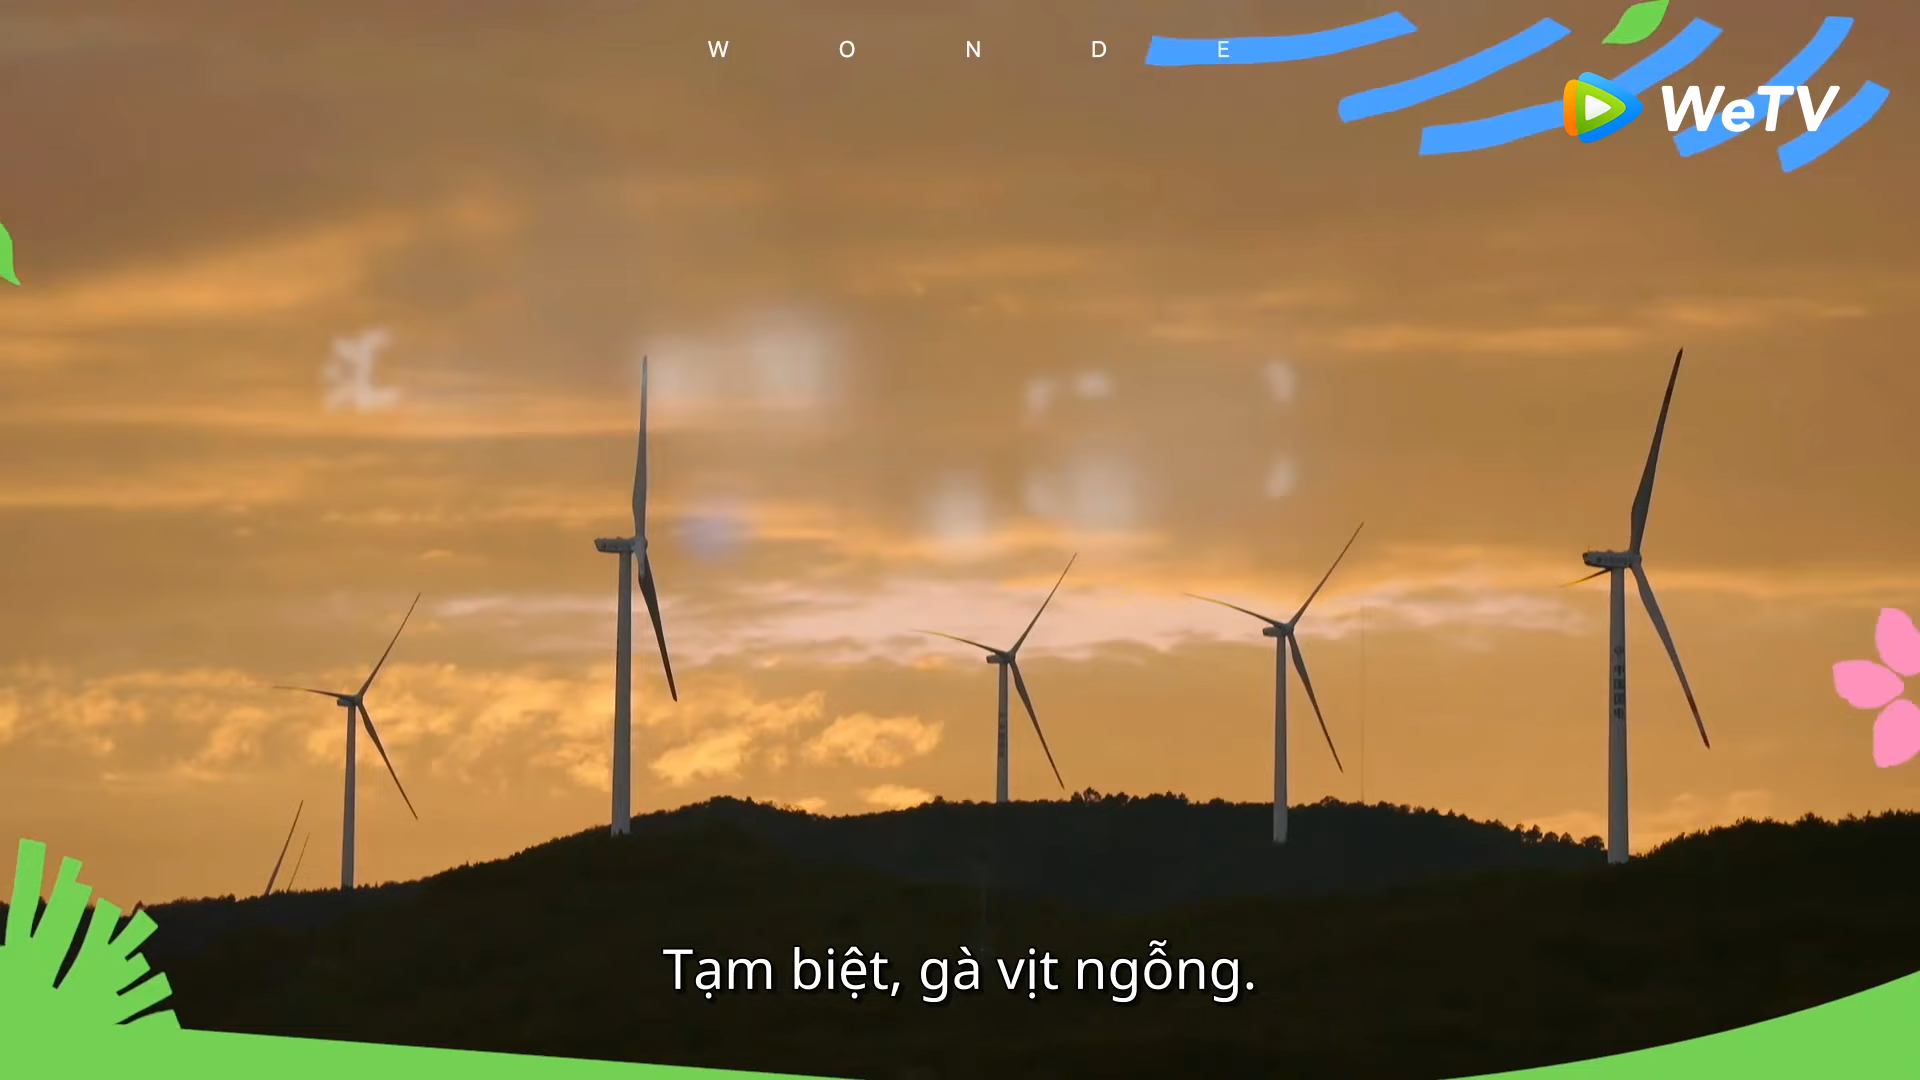 W O N D E
WeTV
Tạm biệt, gà vịt ngỗng.